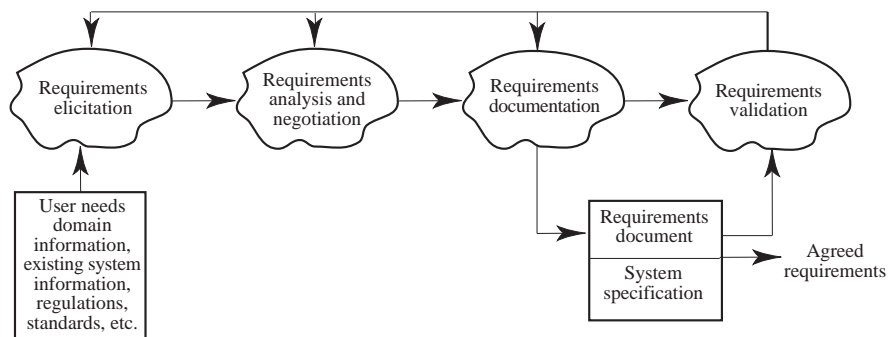 Requirements
elicitation
Requirements
analysis and
negotiation
Requirements
documentation
Requirements
validation
User needs
domain
information,
existing system
information,
regulations,
standards, etc.
Requirements
document
System
specification
Agreed
requirements